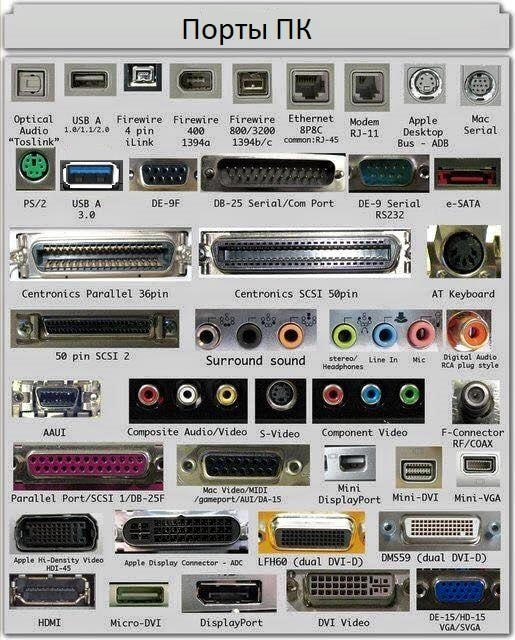 Порты ПК
Optical
Audio
“Toslink”
USB A
1.0/1.1/2.0
Firewire
4 pin
iLink
Firewire
400
1394a
Firewire
800/3200
1394b/c
Ethernet
8P8C
common:RJ-45
Modem
RJ-11
Apple
Desktop
Bus - ADB
Mac
Serial
PS/2
USB A
3.0
DE-9F
DB-25 Serial/Com Port
DE-9 Serial
RS232
e-SATA
Centronics Parallel 36pin
Centronics SCSI 50pin
AT Keyboard
50 pin SCSI 2
Surround sound
stereo/
Headphones
Line In
Mic
Digital Audio
RCA plug style
AAUI
Composite Audio/Video
S-Video
Component Video
F-Connector
RF/COAX
Parallel Port/SCSI 1/DB-25F
Mac Video/MIDI
/gameport/AUI/DA-15
Mini
DisplayPort
Mini-DVI
Mini-VGA
Apple Hi-Density Video
HDI-45
Apple Display Connector - ADC
LFH60 (dual DVI-D)
DMS59 (dual DVI-D)
HDMI
Micro-DVI
DisplayPort
DVI Video
DE-15/HD-15
VGA/SVGA